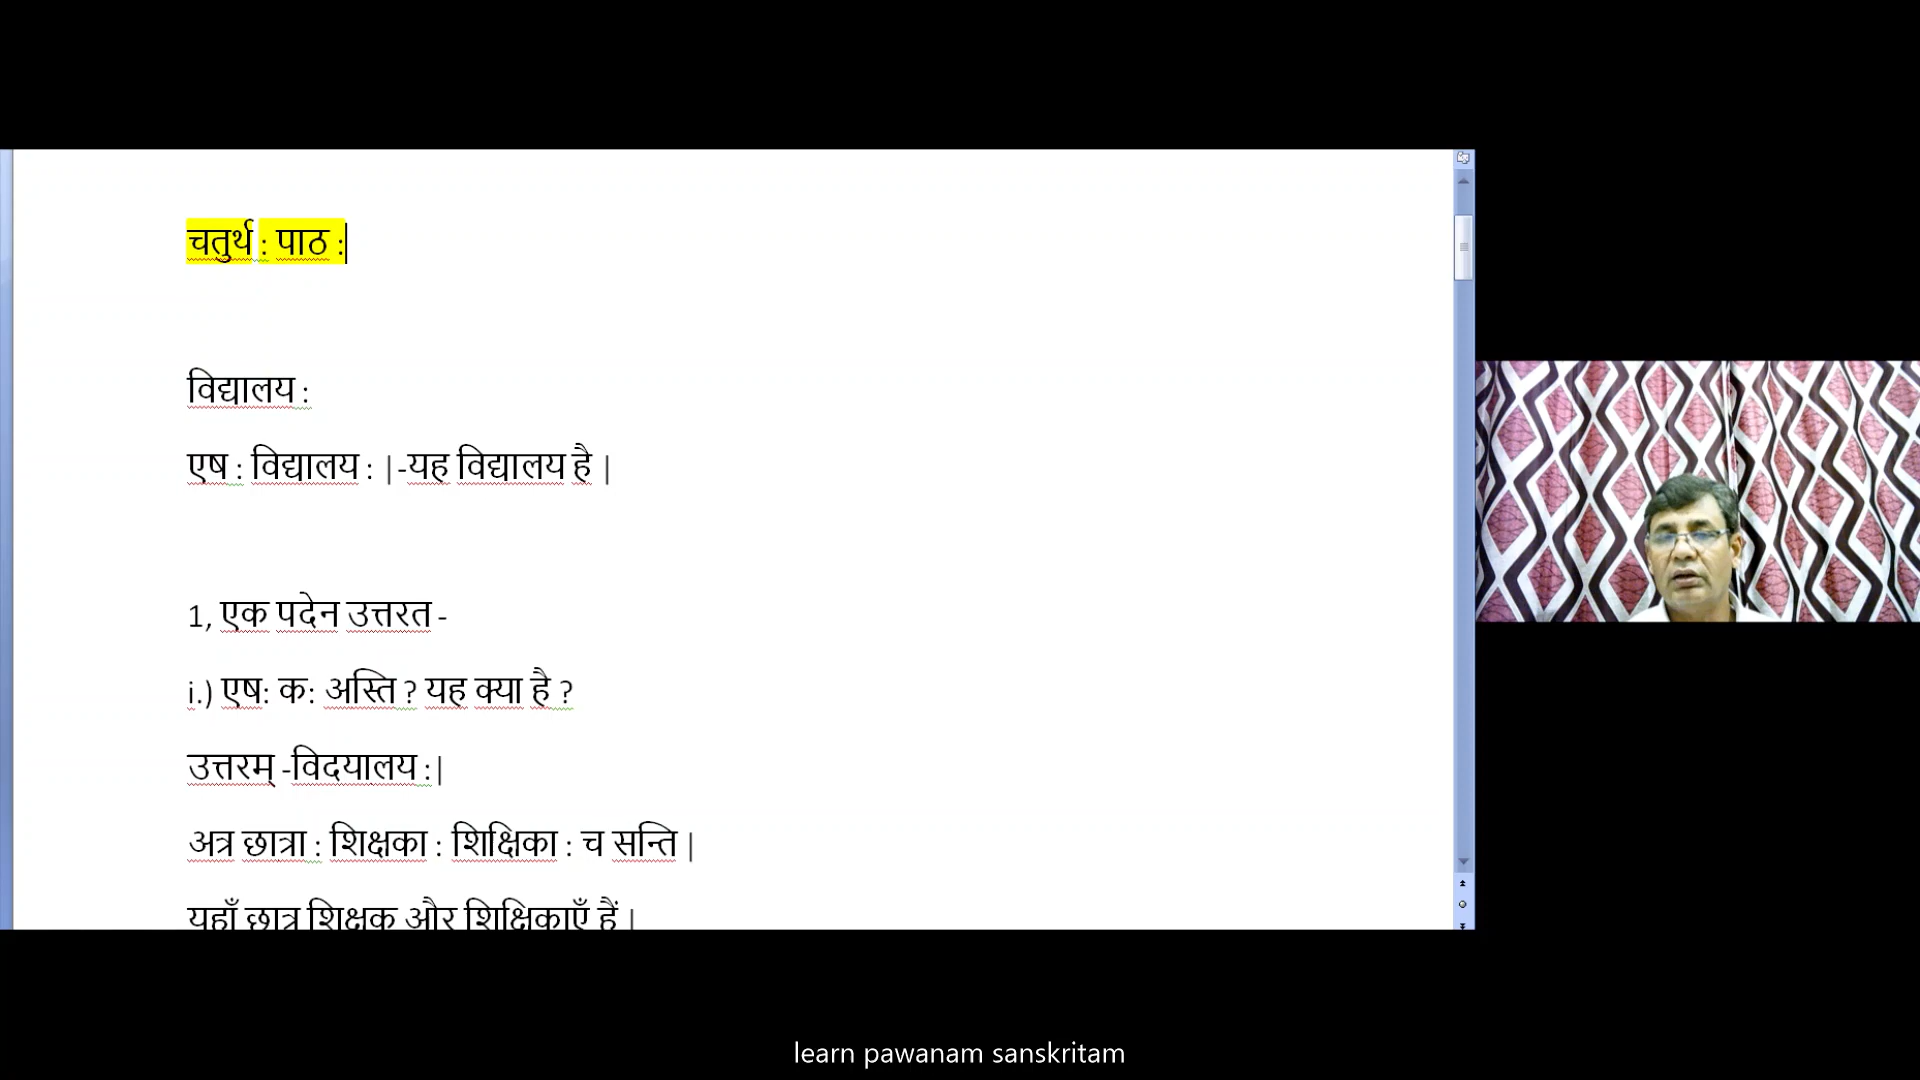 चतुर्थ : पाठ :
विद्यालय :
एष : विद्यालय : |-यह विद्यालय है |
1, एक पदेन उत्तरत -
i.) एष: क: अस्ति ? यह क्या है ?
उत्तरम् -विदयालय :|
अत्र छात्रा : शिक्षका : शिक्षिका : च सन्ति |
यहाँ छात्र शिक्षक और शिक्षिकाएँ हैं |
learn pawanam sanskritam